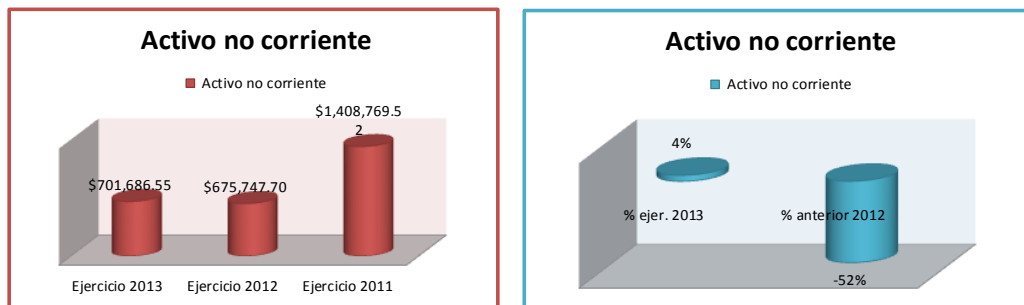 Activo no corriente
Activo no corriente
$1,408,769.5
2
$701,686.55
$675,747.70
Ejercicio 2013
Ejercicio 2012
Ejercicio 2011
Activo no corriente
Activo no corriente
4%
% ejer. 2013
% anterior 2012
-52%